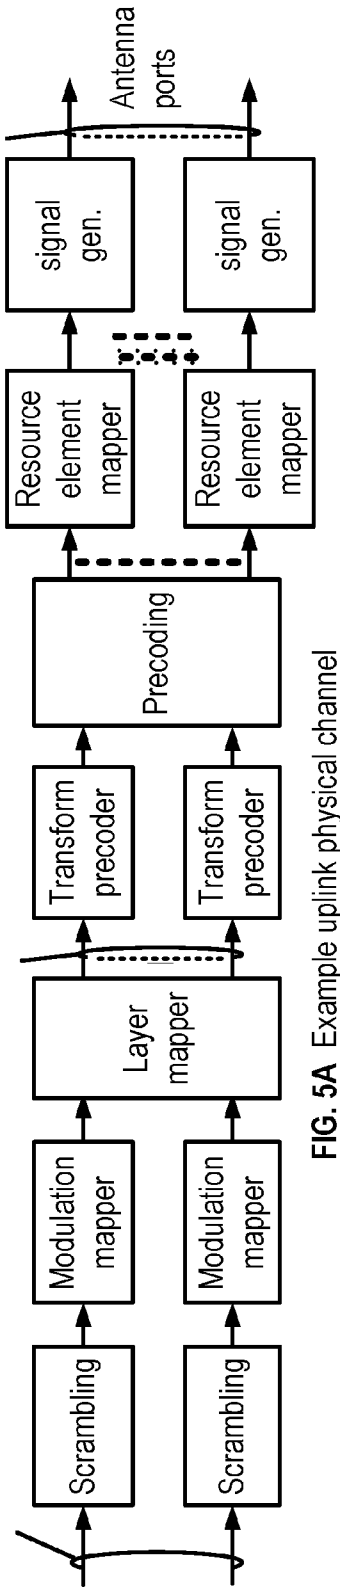 Scrambling
Scrambling
Modulation
mapper
Modulation
mapper
Layer
mapper
Transform
precoder
Transform
precoder
Precoding
Resource
element
mapper
Resource
element
mapper
signal
gen.
signal
gen.
Antenna
ports
FIG. 5A Example uplink physical channel